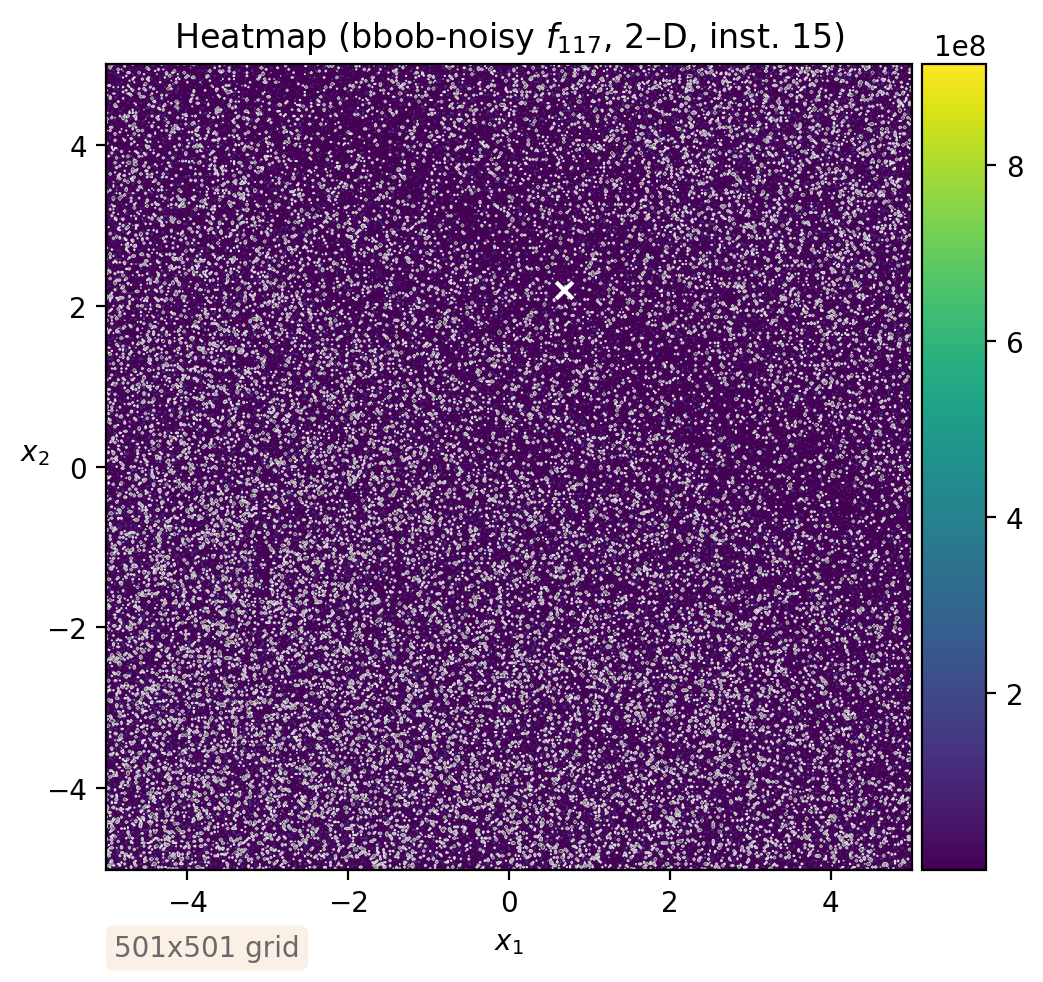 Heatmap (bbob-noisy f₁₁₇, 2–D, inst. 15)
1e8
8
6
4
2
4
2
0
−2
−4
x₂
−4 −2 0 2 4
x₁
501x501 grid